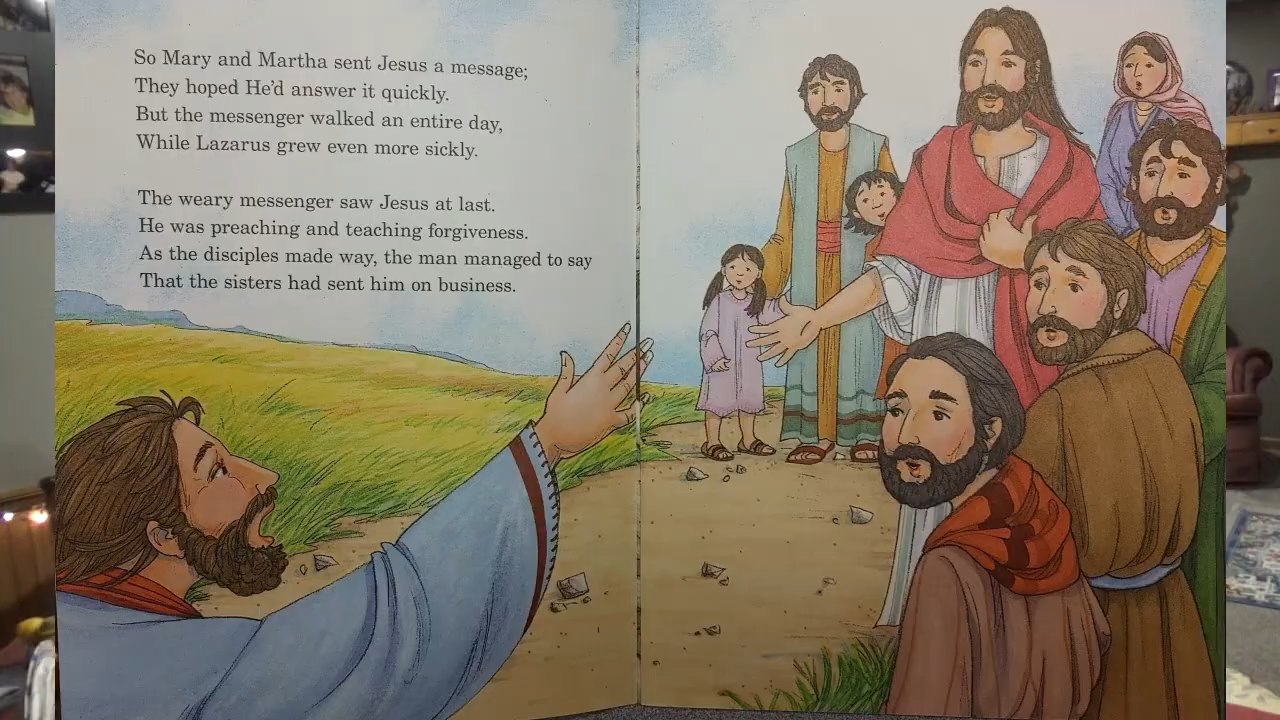 So Mary and Martha sent Jesus a message;
They hoped He'd answer it quickly.
But the messenger walked an entire day,
While Lazarus grew even more sickly.
The weary messenger saw Jesus at last.
He was preaching and teaching forgiveness.
As the disciples made way, the man managed to say
That the sisters had sent him on business.